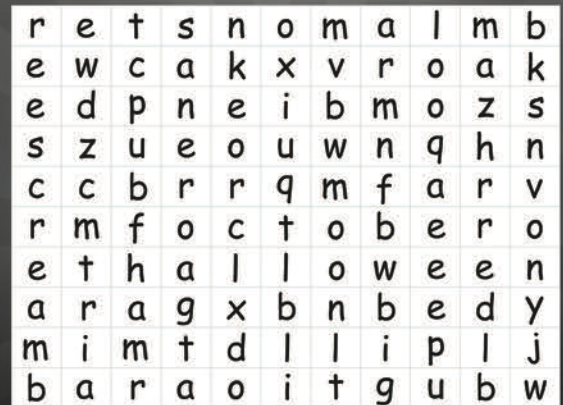 r e t s n o m a l m b
e w c a k x v r o a k
e d p n e i b m o z s
s z u e o u w n q h n
c c b r r q m f a r v
r m f o c t o b e r o
e t h a l l o w e e n
a r a g x b n b e d y
m i m t d l l i p l j
b a r a o i t g u b w